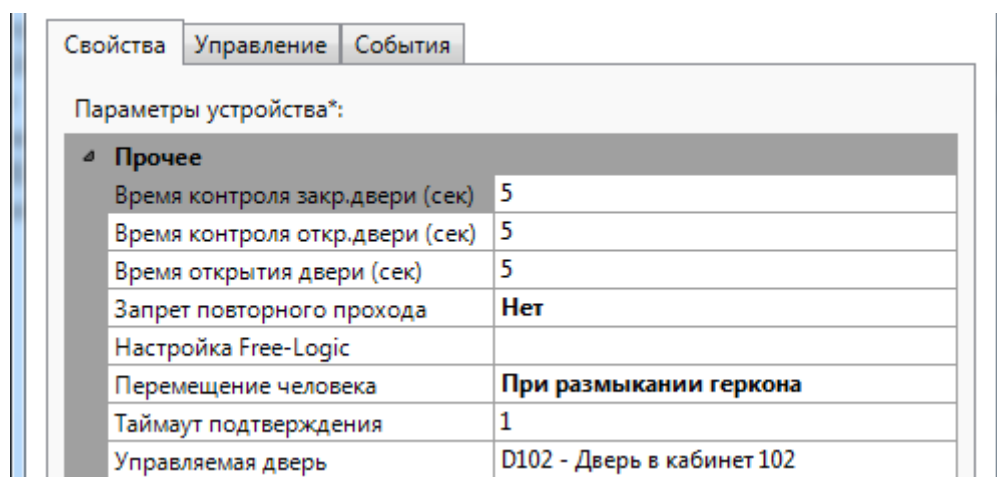 Свойства Управление События
Параметры устройства*:
Прочее
Время контроля закр.двери (сек) 5
Время контроля откр.двери (сек) 5
Время открытия двери (сек) 5
Запрет повторного прохода Нет
Настройка Free-Logic
Перемещение человека При размыкании геркона
Таймаут подтверждения 1
Управляемая дверь D102 - Дверь в кабинет 102